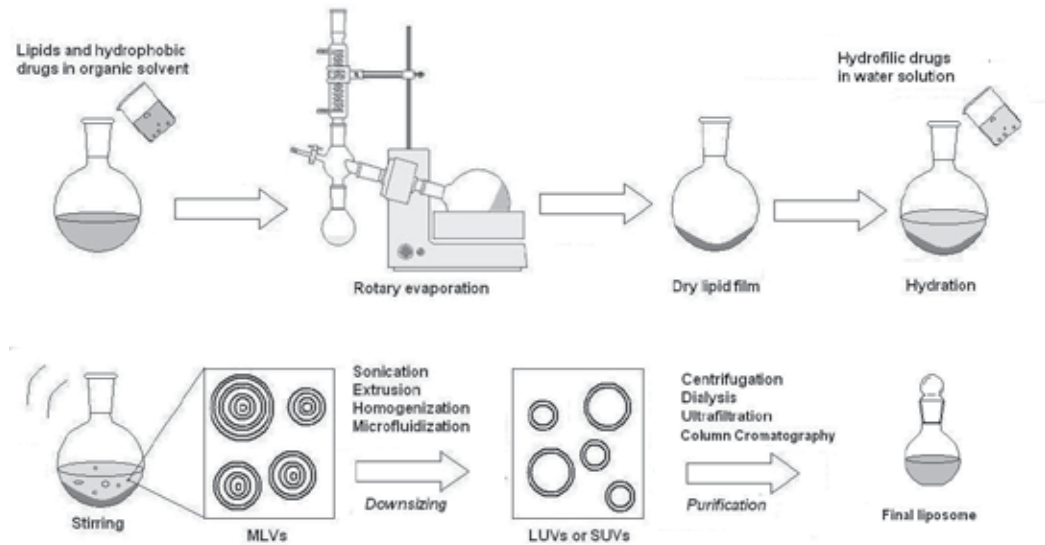 Lipids and hydrophobic
drugs in organic solvent
Hydrofilic drugs
in water solution
Rotary evaporation
Dry lipid film
Hydration
Sonication
Extrusion
Homogenization
Microfluidization
Downsizing
Centrifugation
Dialysis
Ultrafiltration
Column Cromatography
Purification
Stirring
MLVs
LUVs or SUVs
Final liposome